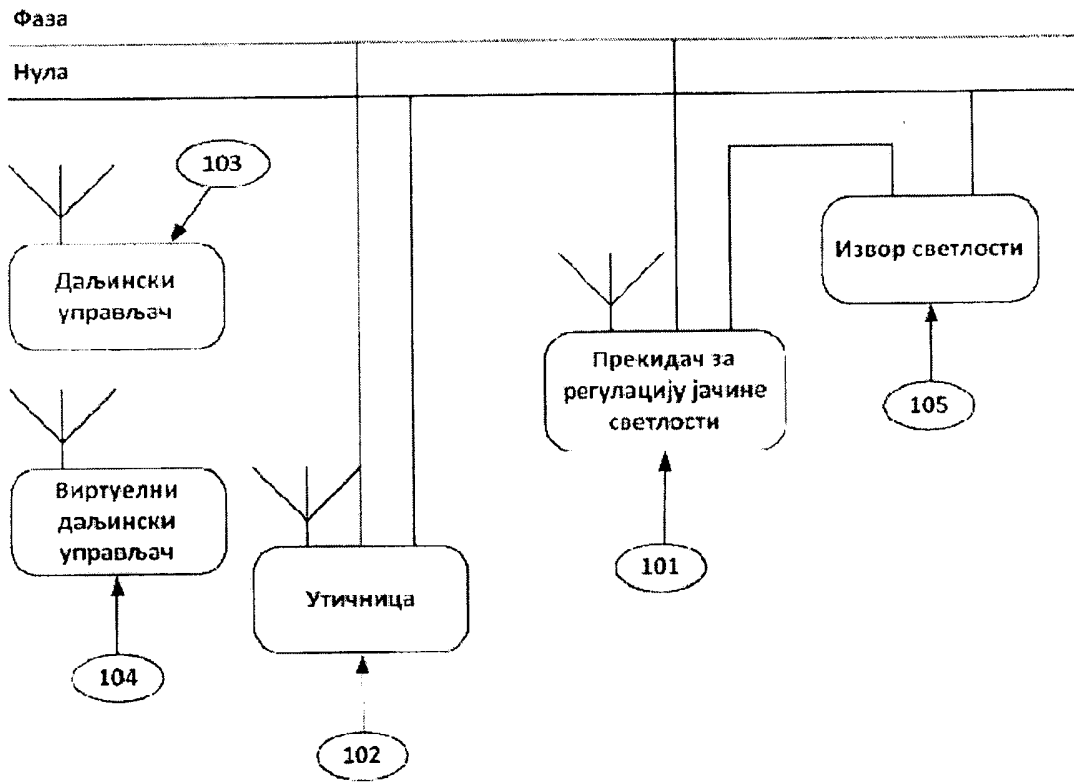 Фаза
Нула
103
Даљински
управљач
Извор светлости
Прекидач за
регулацију јачине
светлости
105
Виртуелни
даљински
управљач
101
Утичница
104
102